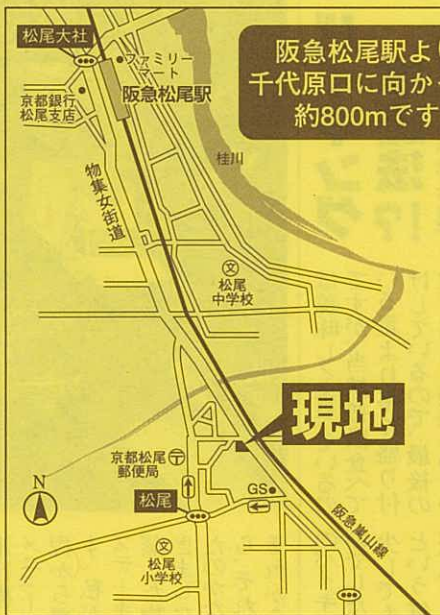 松尾大社
ファミリー
マート
阪急松尾駅
京都銀行
松尾支店
阪急松尾駅よ
千代原口に向か
約800mです
桂川
物集女街道
文
松尾
中学校
現地
京都松尾
郵便局
〒
N
松尾
GS
阪急嵐山線
文
松尾
小学校